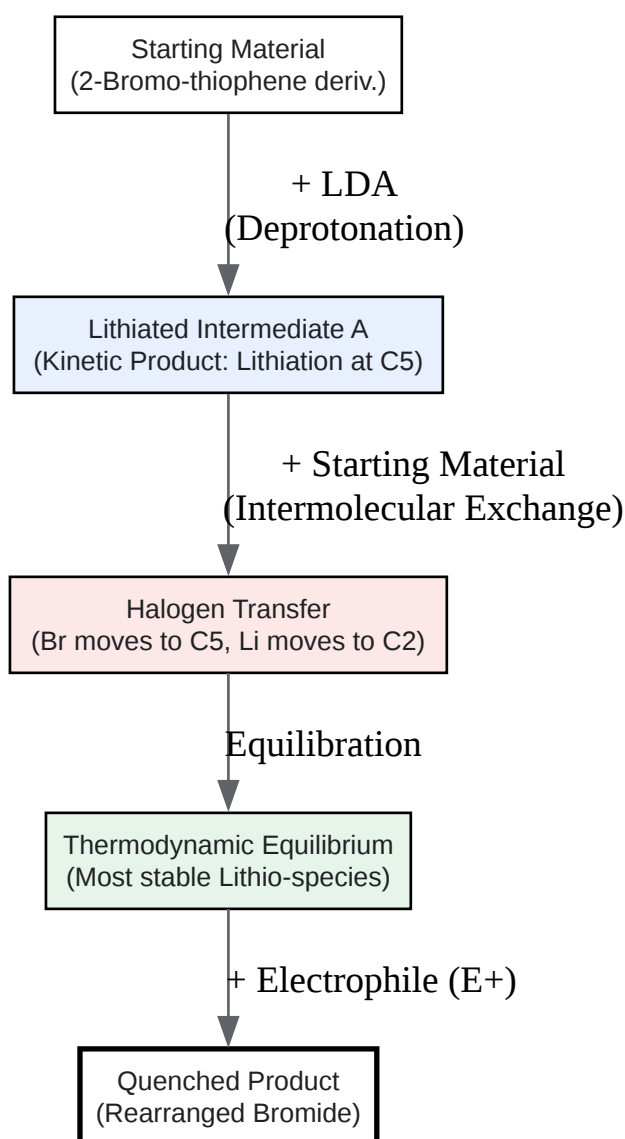 Starting Material
(2-Bromo-thiophene deriv.)
+ LDA
(Deprotonation)
Lithiated Intermediate A
(Kinetic Product: Lithiation at C5)
+ Starting Material
(Intermolecular Exchange)
Halogen Transfer
(Br moves to C5, Li moves to C2)
Equilibration
Thermodynamic Equilibrium
(Most stable Lithio-species)
+ Electrophile (E+)
Quenched Product
(Rearranged Bromide)